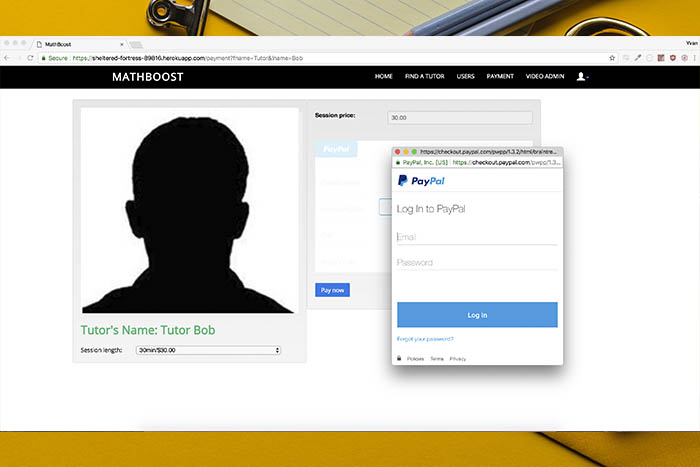 MathBoost
Yvan
Secure | https://sheltered-fortress-89816.herokuapp.com/payment?fname=Tutor&lname=Bob
MATHBOOST
HOME FIND A TUTOR USERS PAYMENT VIDEO ADMIN
Session price: 30.00
PayPal
Pay now
Tutor's Name: Tutor Bob
Session length: 30min/$30.00
https://checkout.paypal.com/pwpp/1.3.2/html/braintre...
PayPal, Inc. [US] https://checkout.paypal.com/pwpp/1.3...
PayPal
Log In to PayPal
Email
Password
Log In
Forgot your password?
Policies Terms Privacy